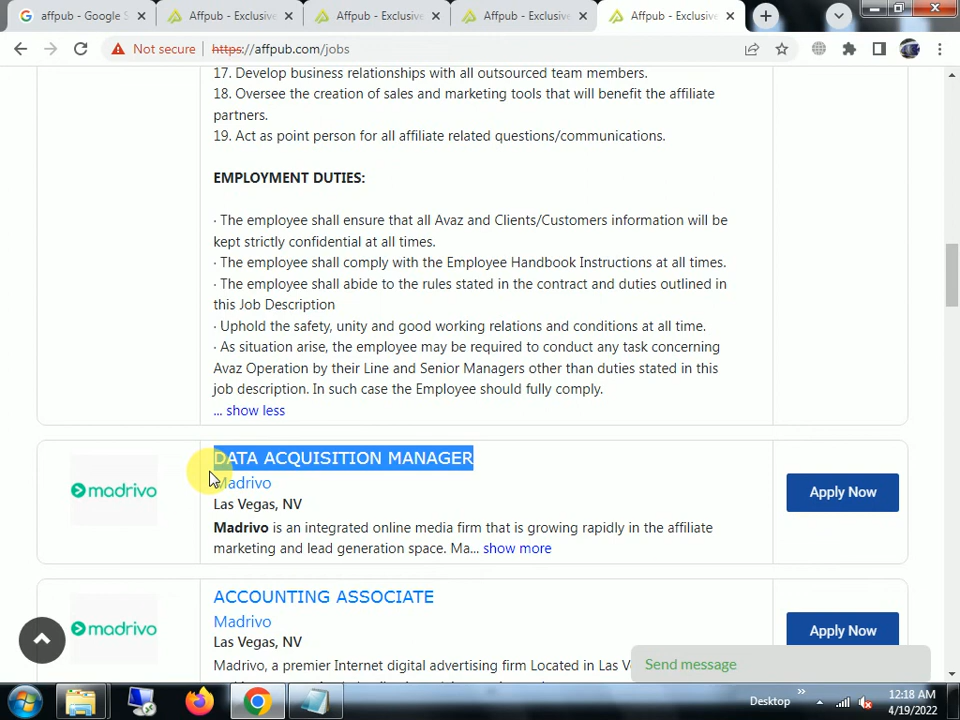 affpub - Google S
Affpub - Exclusive
Affpub - Exclusive
Affpub - Exclusive
Affpub - Exclusive
Not secure
https://affpub.com/jobs
17. Develop business relationships with all outsourced team members.
18. Oversee the creation of sales and marketing tools that will benefit the affiliate
partners.
19. Act as point person for all affiliate related questions/communications.
EMPLOYMENT DUTIES:
· The employee shall ensure that all Avaz and Clients/Customers information will be
kept strictly confidential at all times.
· The employee shall comply with the Employee Handbook Instructions at all times.
· The employee shall abide to the rules stated in the contract and duties outlined in
this Job Description
· Uphold the safety, unity and good working relations and conditions at all time.
· As situation arise, the employee may be required to conduct any task concerning
Avaz Operation by their Line and Senior Managers other than duties stated in this
job description. In such case the Employee should fully comply.
... show less
madrivo
DATA ACQUISITION MANAGER
Madrivo
Las Vegas, NV
Madrivo is an integrated online media firm that is growing rapidly in the affiliate
marketing and lead generation space. Ma... show more
Apply Now
madrivo
ACCOUNTING ASSOCIATE
Madrivo
Las Vegas, NV
Madrivo, a premier Internet digital advertising firm Located in Las V
Apply Now
Send message
Desktop
12:18 AM
4/19/2022